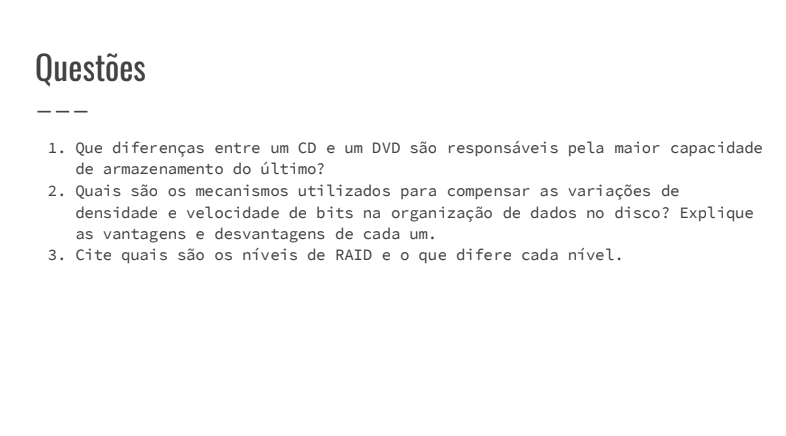 Questões
1. Que diferenças entre um CD e um DVD são responsáveis pela maior capacidade
de armazenamento do último?
2. Quais são os mecanismos utilizados para compensar as variações de
densidade e velocidade de bits na organização de dados no disco? Explique
as vantagens e desvantagens de cada um.
3. Cite quais são os níveis de RAID e o que difere cada nível.